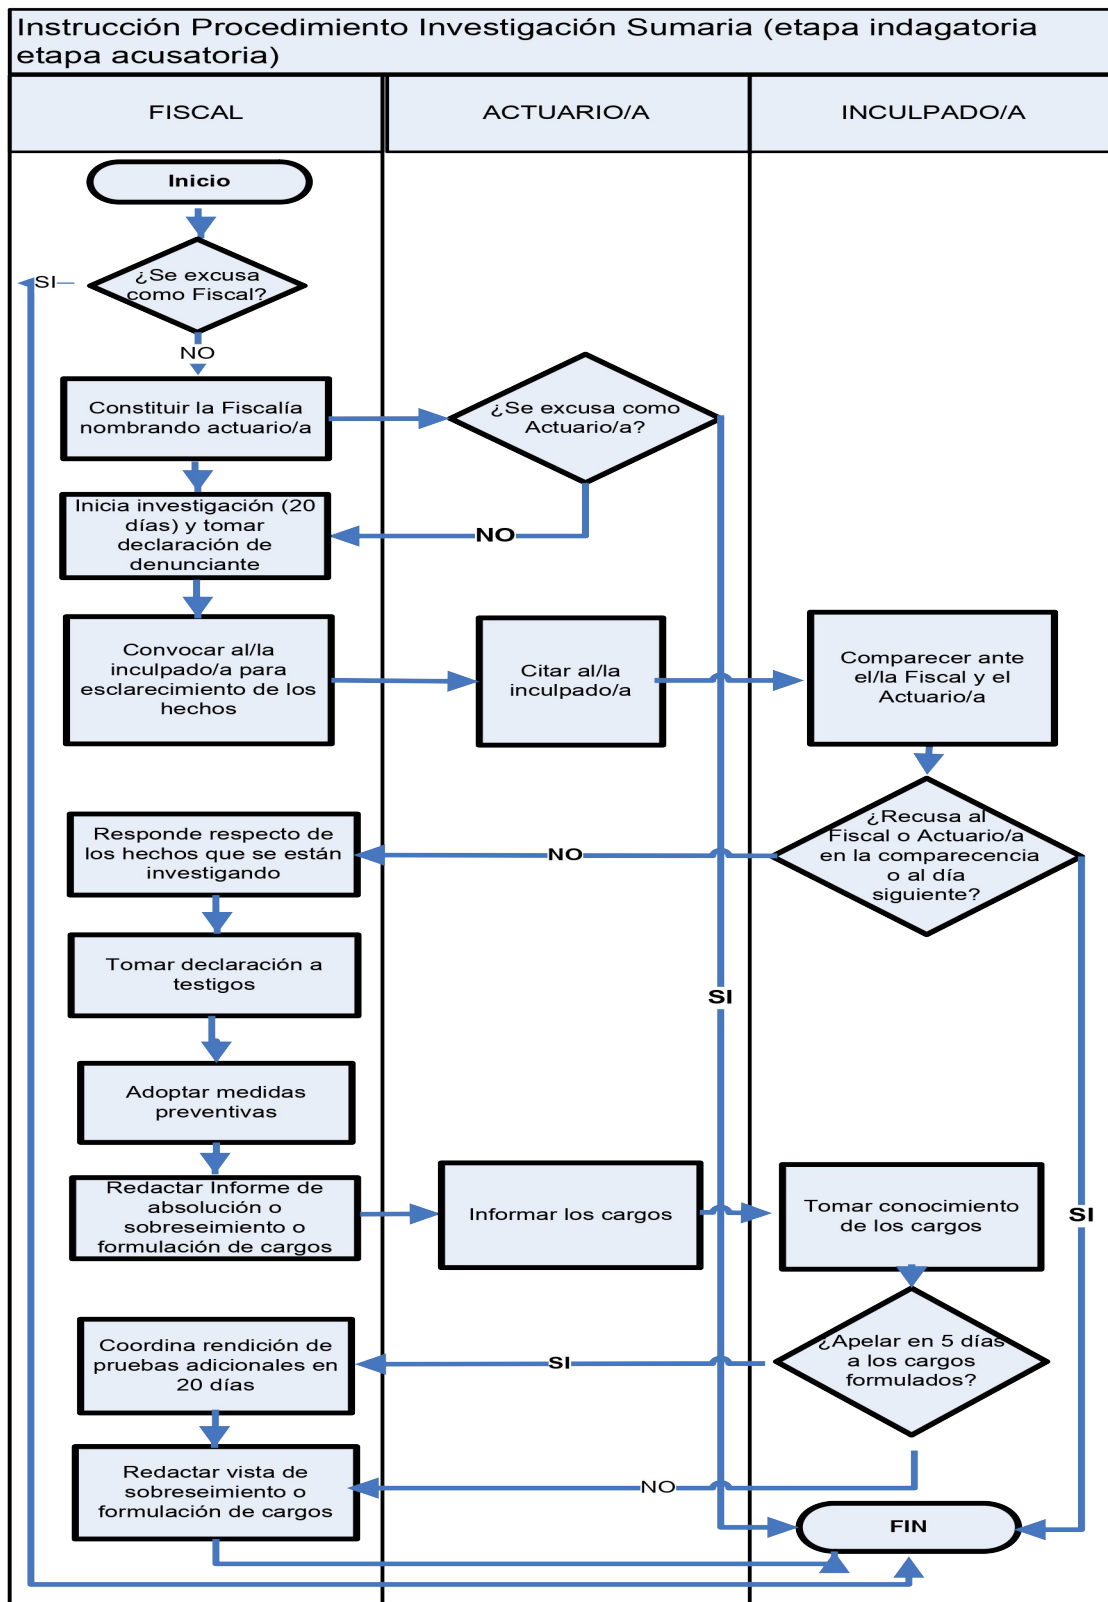 Instrucción Procedimiento Investigación Sumaria (etapa indagatoria
etapa acusatoria)
FISCAL
ACTUARIO/A
INCULPADO/A
Inicio
¿Se excusa
como Fiscal?
SI
NO
Constituir la Fiscalía
nombrando actuario/a
¿Se excusa como
Actuario/a?
Inicia investigación (20
días) y tomar
declaración de
denunciante
NO
Convocar al/la
inculpado/a para
esclarecimiento de los
hechos
Citar al/la
inculpado/a
Comparecer ante
el/la Fiscal y el
Actuario/a
¿Recusa al
Fiscal o Actuario/a
en la comparecencia
o al día
siguiente?
NO
Responde respecto de
los hechos que se están
investigando
Tomar declaración a
testigos
SI
Adoptar medidas
preventivas
Redactar Informe de
absolución o
sobreseimiento o
formulación de cargos
Informar los cargos
Tomar conocimiento
de los cargos
SI
¿Apelar en 5 días
a los cargos
formulados?
SI
Coordina rendición de
pruebas adicionales en
20 días
Redactar vista de
sobreseimiento o
formulación de cargos
NO
FIN